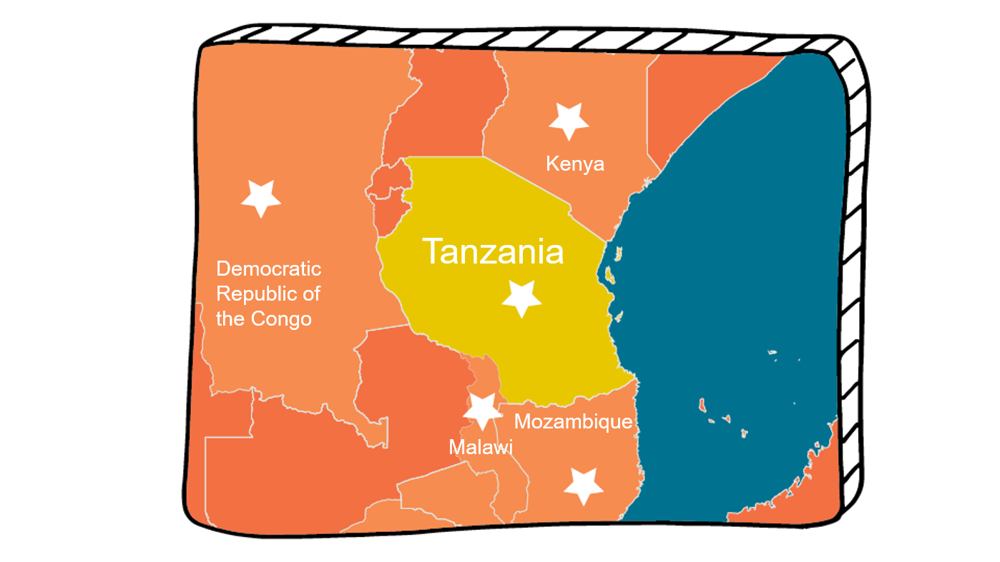 Kenya
Tanzania
Democratic
Republic of
the Congo
Mozambique
Malawi